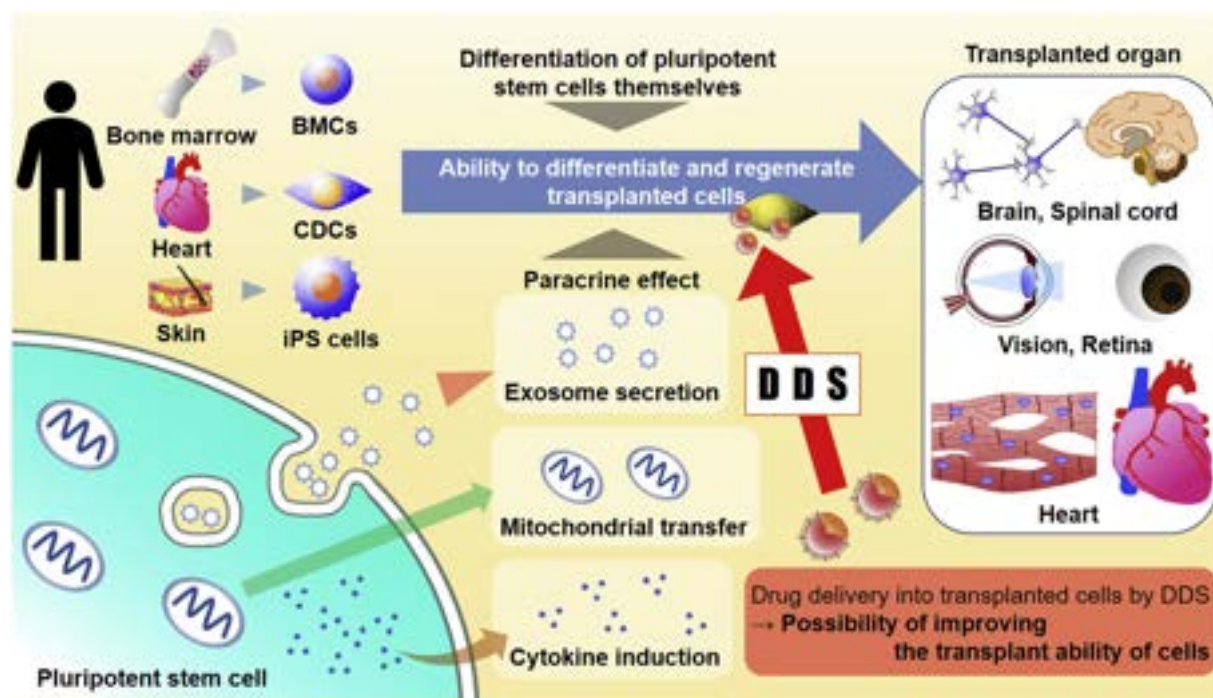 Bone marrow
BMCs
Heart
CDCs
Skin
iPS cells
Differentiation of pluripotent
stem cells themselves
Ability to differentiate and regenerate
transplanted cells
Paracrine effect
Exosome secretion
Mitochondrial transfer
Cytokine induction
Pluripotent stem cell
DDS
Transplanted organ
Brain, Spinal cord
Vision, Retina
Heart
Drug delivery into transplanted cells by DDS
→ Possibility of improving
the transplant ability of cells